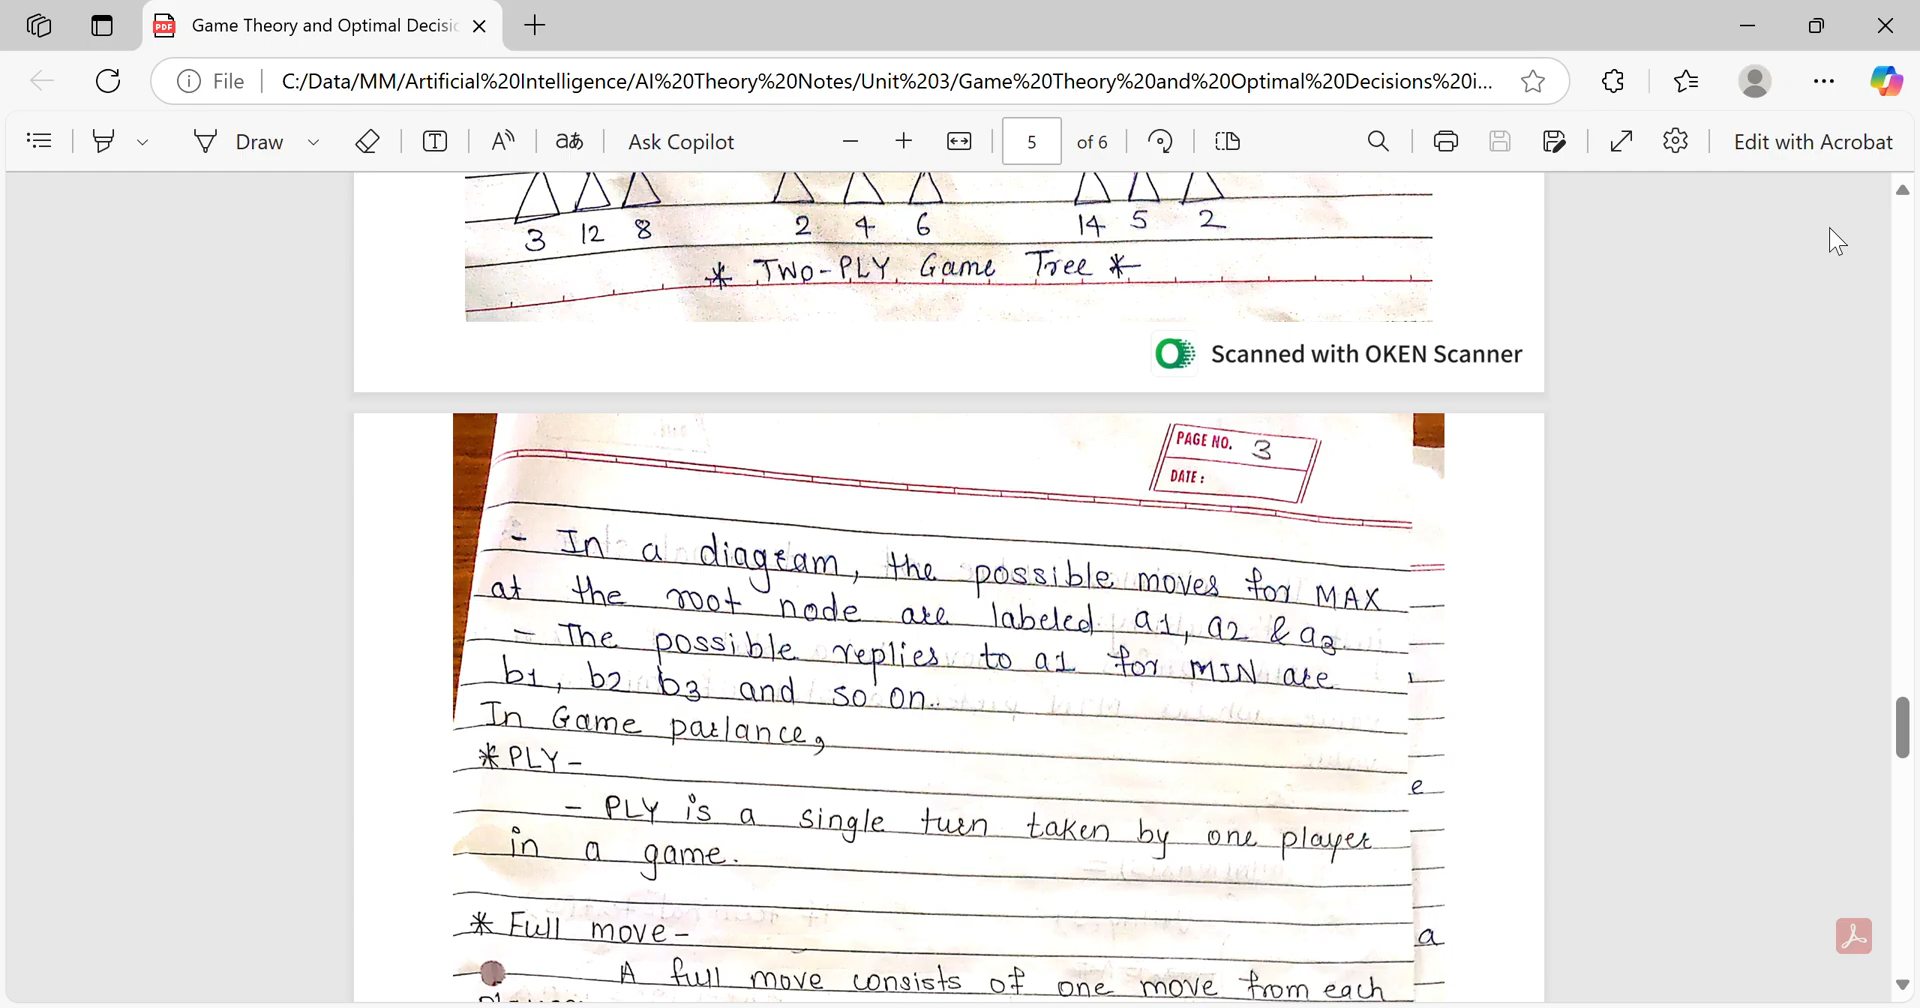 Game Theory and Optimal Decisi
File
C:/Data/MM/Artificial%20Intelligence/AI%20Theory%20Notes/Unit%203/Game%20Theory%20and%20Optimal%20Decisions%20i...
Draw
Ask Copilot
5 of 6
Edit with Acrobat
3 12 8 2 4 6 14 5 2
* TWO-PLY Game Tree *
Scanned with OKEN Scanner
PAGE NO. 3
DATE:
- In a diagram, the possible moves for MAX
at the root node are labeled a1, a2 & a3
- The possible replies to a1 for MIN are
b1, b2 b3 and so on..
In Game parlance,
* PLY -
- PLY is a single turn taken by one player
in a game.
e
* Full move -
a
A full move consists of one move from each